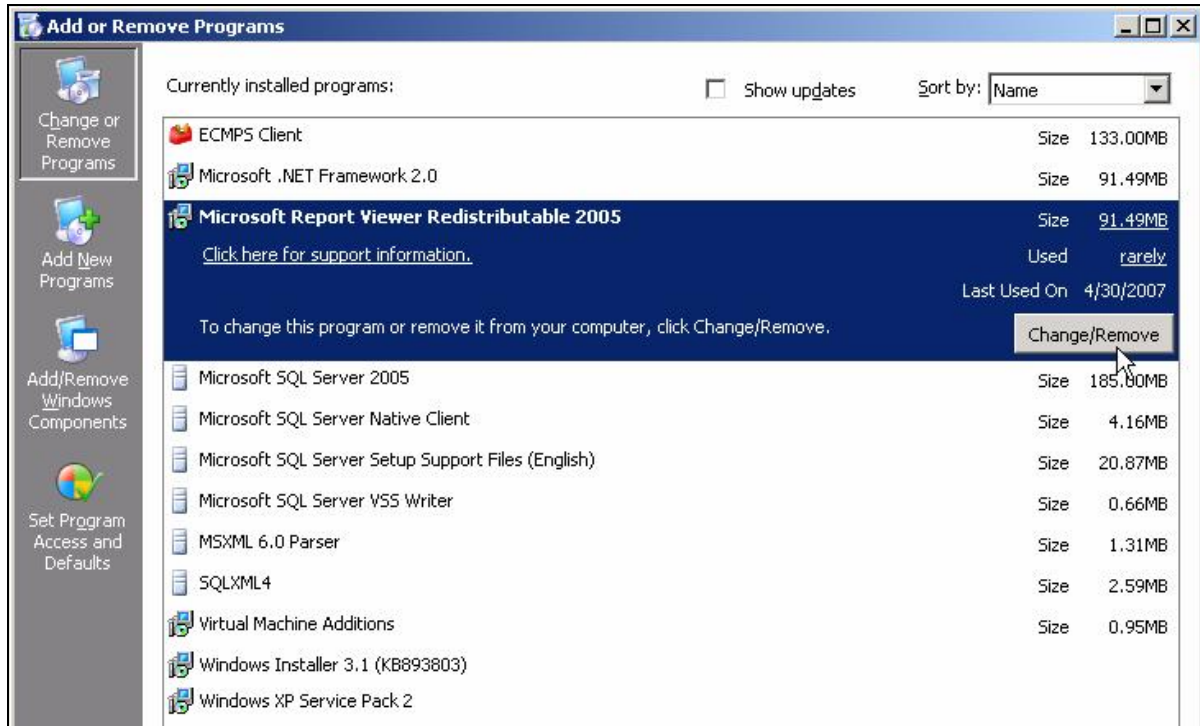 Add or Remove Programs
Change or
Remove
Programs
Add New
Programs
Add/Remove
Windows
Components
Set Program
Access and
Defaults
Currently installed programs:
Show updates
Sort by: Name
ECMPS Client Size 133.00MB
Microsoft .NET Framework 2.0 Size 91.49MB
Microsoft Report Viewer Redistributable 2005 Size 91.49MB
Click here for support information. Used rarely
Last Used On 4/30/2007
To change this program or remove it from your computer, click Change/Remove. Change/Remove
Microsoft SQL Server 2005 Size 185.00MB
Microsoft SQL Server Native Client Size 4.16MB
Microsoft SQL Server Setup Support Files (English) Size 20.87MB
Microsoft SQL Server VSS Writer Size 0.66MB
MSXML 6.0 Parser Size 1.31MB
SQLXML4 Size 2.59MB
Virtual Machine Additions Size 0.95MB
Windows Installer 3.1 (KB893803)
Windows XP Service Pack 2